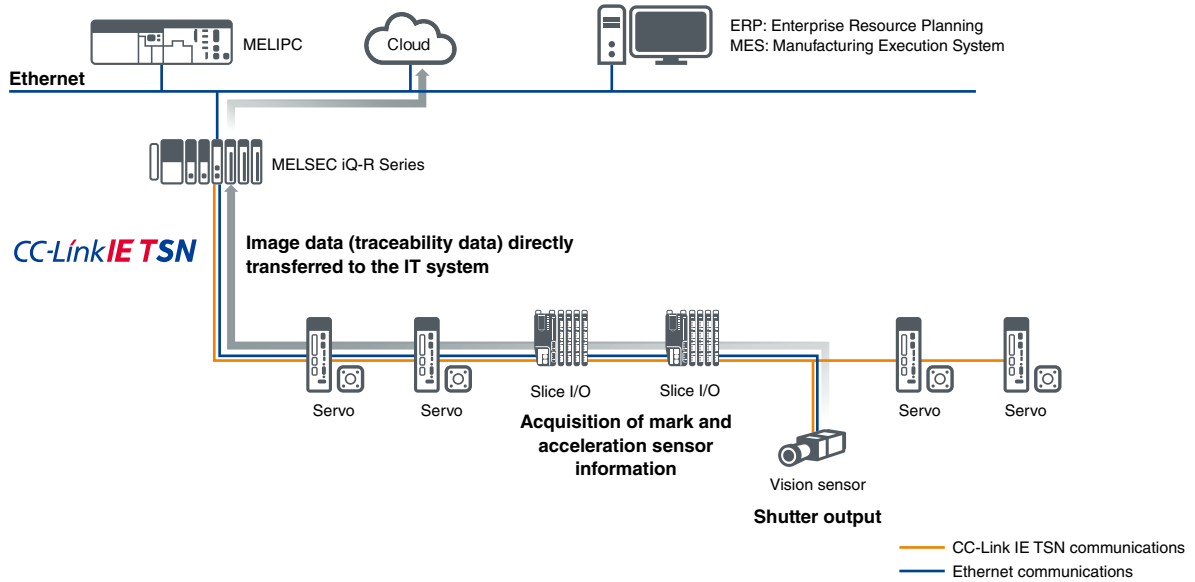 MELIPC
Cloud
ERP: Enterprise Resource Planning
MES: Manufacturing Execution System
Ethernet
MELSEC iQ-R Series
CC-Link IE TSN
Image data (traceability data) directly
transferred to the IT system
Servo
Servo
Slice I/O
Slice I/O
Servo
Servo
Acquisition of mark and
acceleration sensor
information
Vision sensor
Shutter output
CC-Link IE TSN communications
Ethernet communications